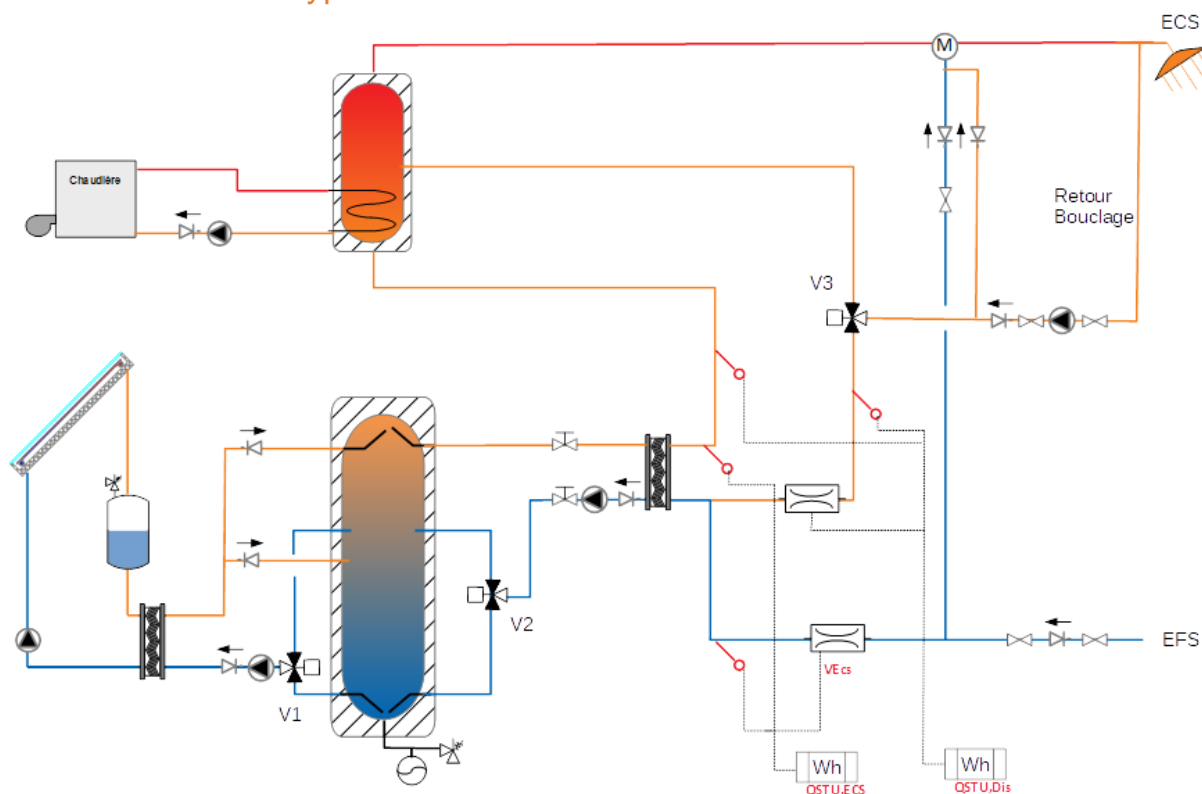 ECS
M
Chaudière
Retour
Bouclage
V3
V2
V1
EFS
VEcs
Wh
Wh
QSTU,ECS
QSTU,Dis